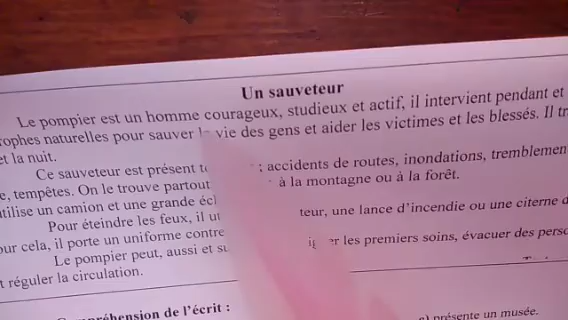 Un sauveteur
Le pompier est un homme courageux, studieux et actif, il intervient pendant et
rophes naturelles pour sauver la vie des gens et aider les victimes et les blessés. Il
et la nuit.
Ce sauveteur est présent ; accidents de routes, inondations,
e, tempêtes. On le trouve partout à la montagne ou à la forêt.
utilise un camion et une grande
Pour éteindre les feux, il teur, une lance d'incendie ou une citerne
our cela, il porte un uniforme contre
Le pompier peut, aussi et er les premiers soins, évacuer des
t réguler la circulation.
préhension de l'écrit :
présente un musée.